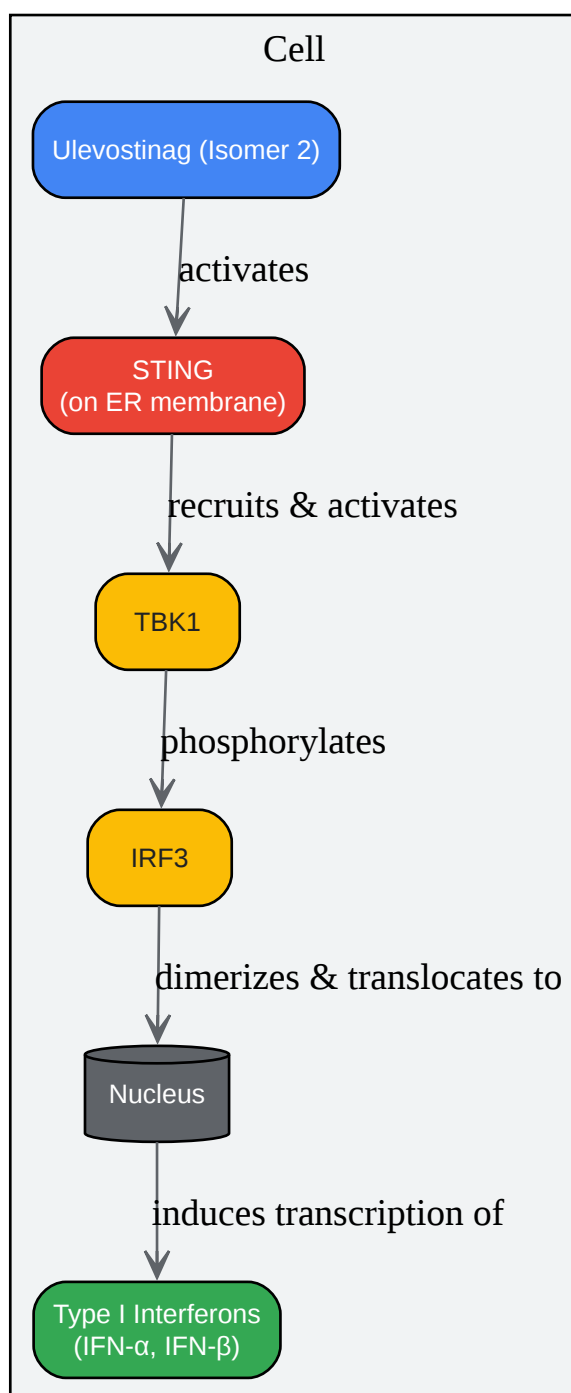 Cell
Ulevostinag (Isomer 2)
activates
STING
(on ER membrane)
recruits & activates
TBK1
phosphorylates
IRF3
dimerizes & translocates to
Nucleus
induces transcription of
Type I Interferons
(IFN-α, IFN-β)